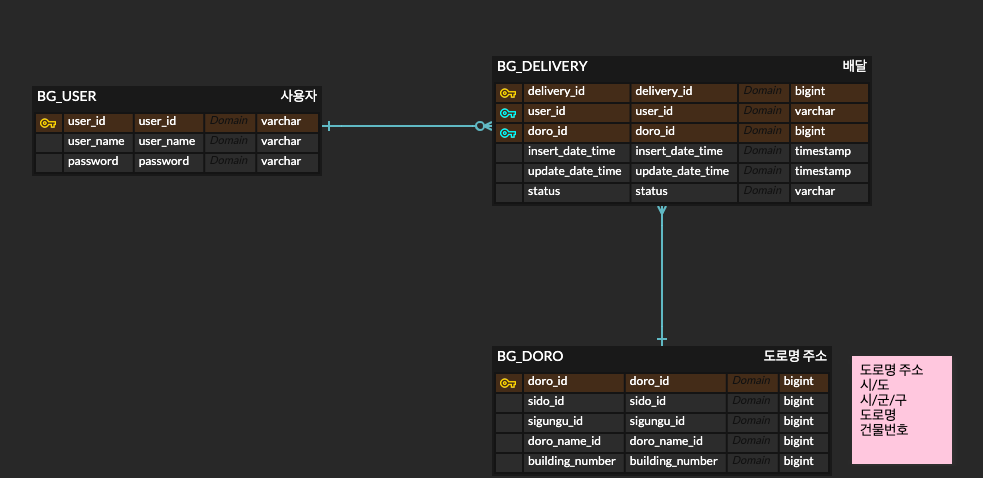 BG_USER 사용자
user_id user_id Domain varchar
user_name user_name Domain varchar
password password Domain varchar
BG_DELIVERY 배달
delivery_id delivery_id Domain bigint
user_id user_id Domain varchar
doro_id doro_id Domain bigint
insert_date_time insert_date_time Domain timestamp
update_date_time update_date_time Domain timestamp
status status Domain varchar
BG_DORO 도로명 주소
doro_id doro_id Domain bigint
sido_id sido_id Domain bigint
sigungu_id sigungu_id Domain bigint
doro_name_id doro_name_id Domain bigint
building_number building_number Domain bigint
도로명 주소
시/도
시/군/구
도로명
건물번호